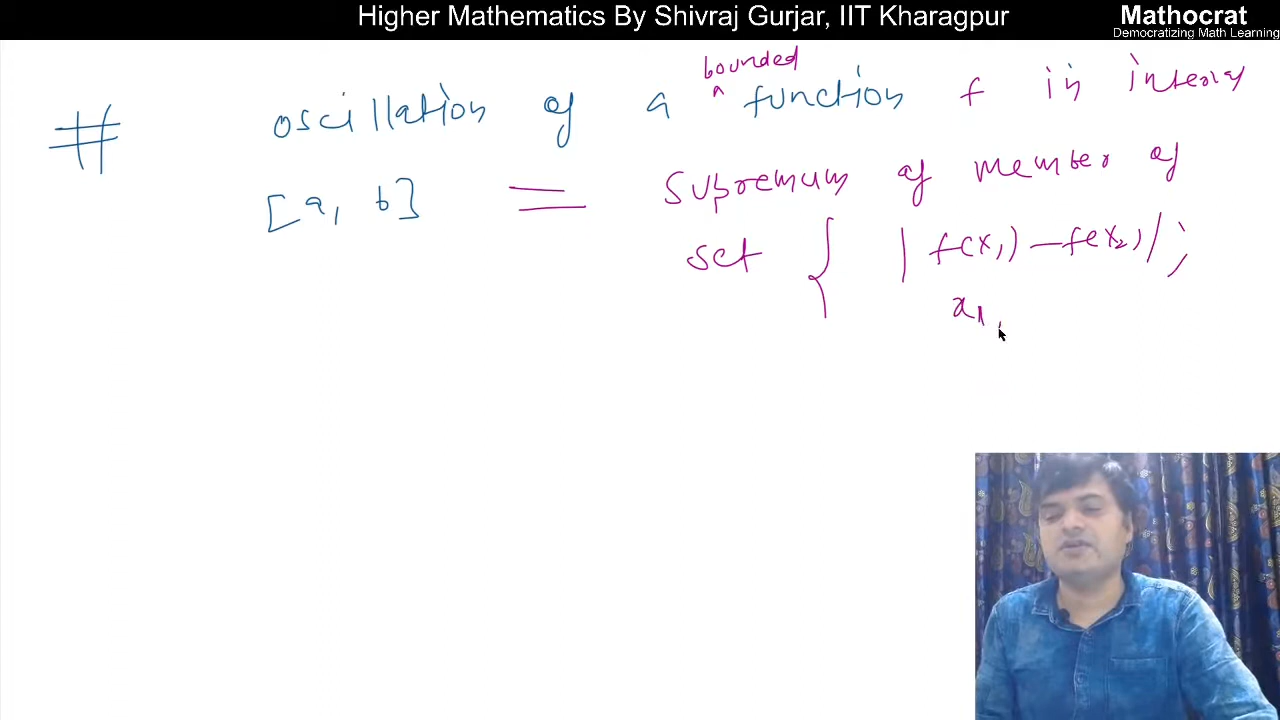 Higher Mathematics By Shivraj Gurjar, IIT Kharagpur
Mathocrat
Democratizing Math Learning
bounded
# oscillation of a ^ function f in interval
[a, b] = Supremum of member of
set { | f(x₁) – f(x₂) | ;
x₁,